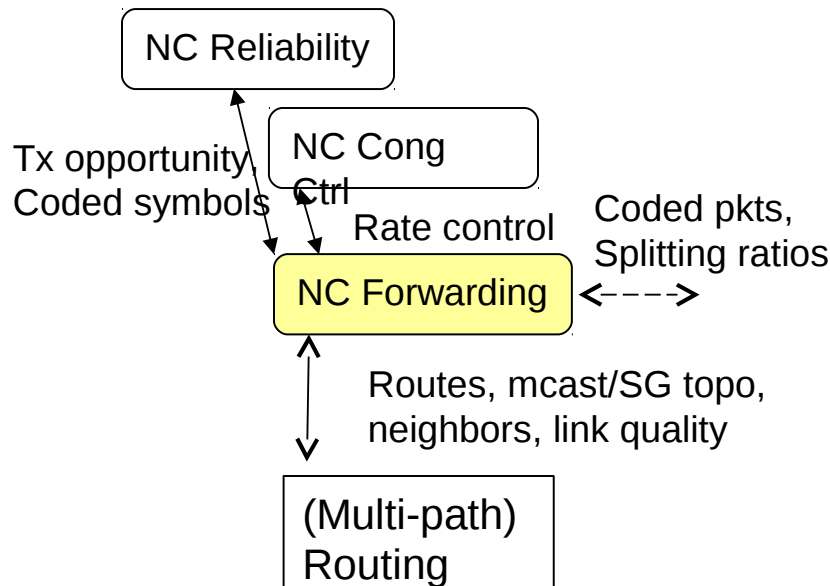 NC Reliability
NC Cong
Ctrl
Tx opportunity,
Coded symbols
Rate control
Coded pkts,
Splitting ratios
NC Forwarding
Routes, mcast/SG topo,
neighbors, link quality
(Multi-path)
Routing